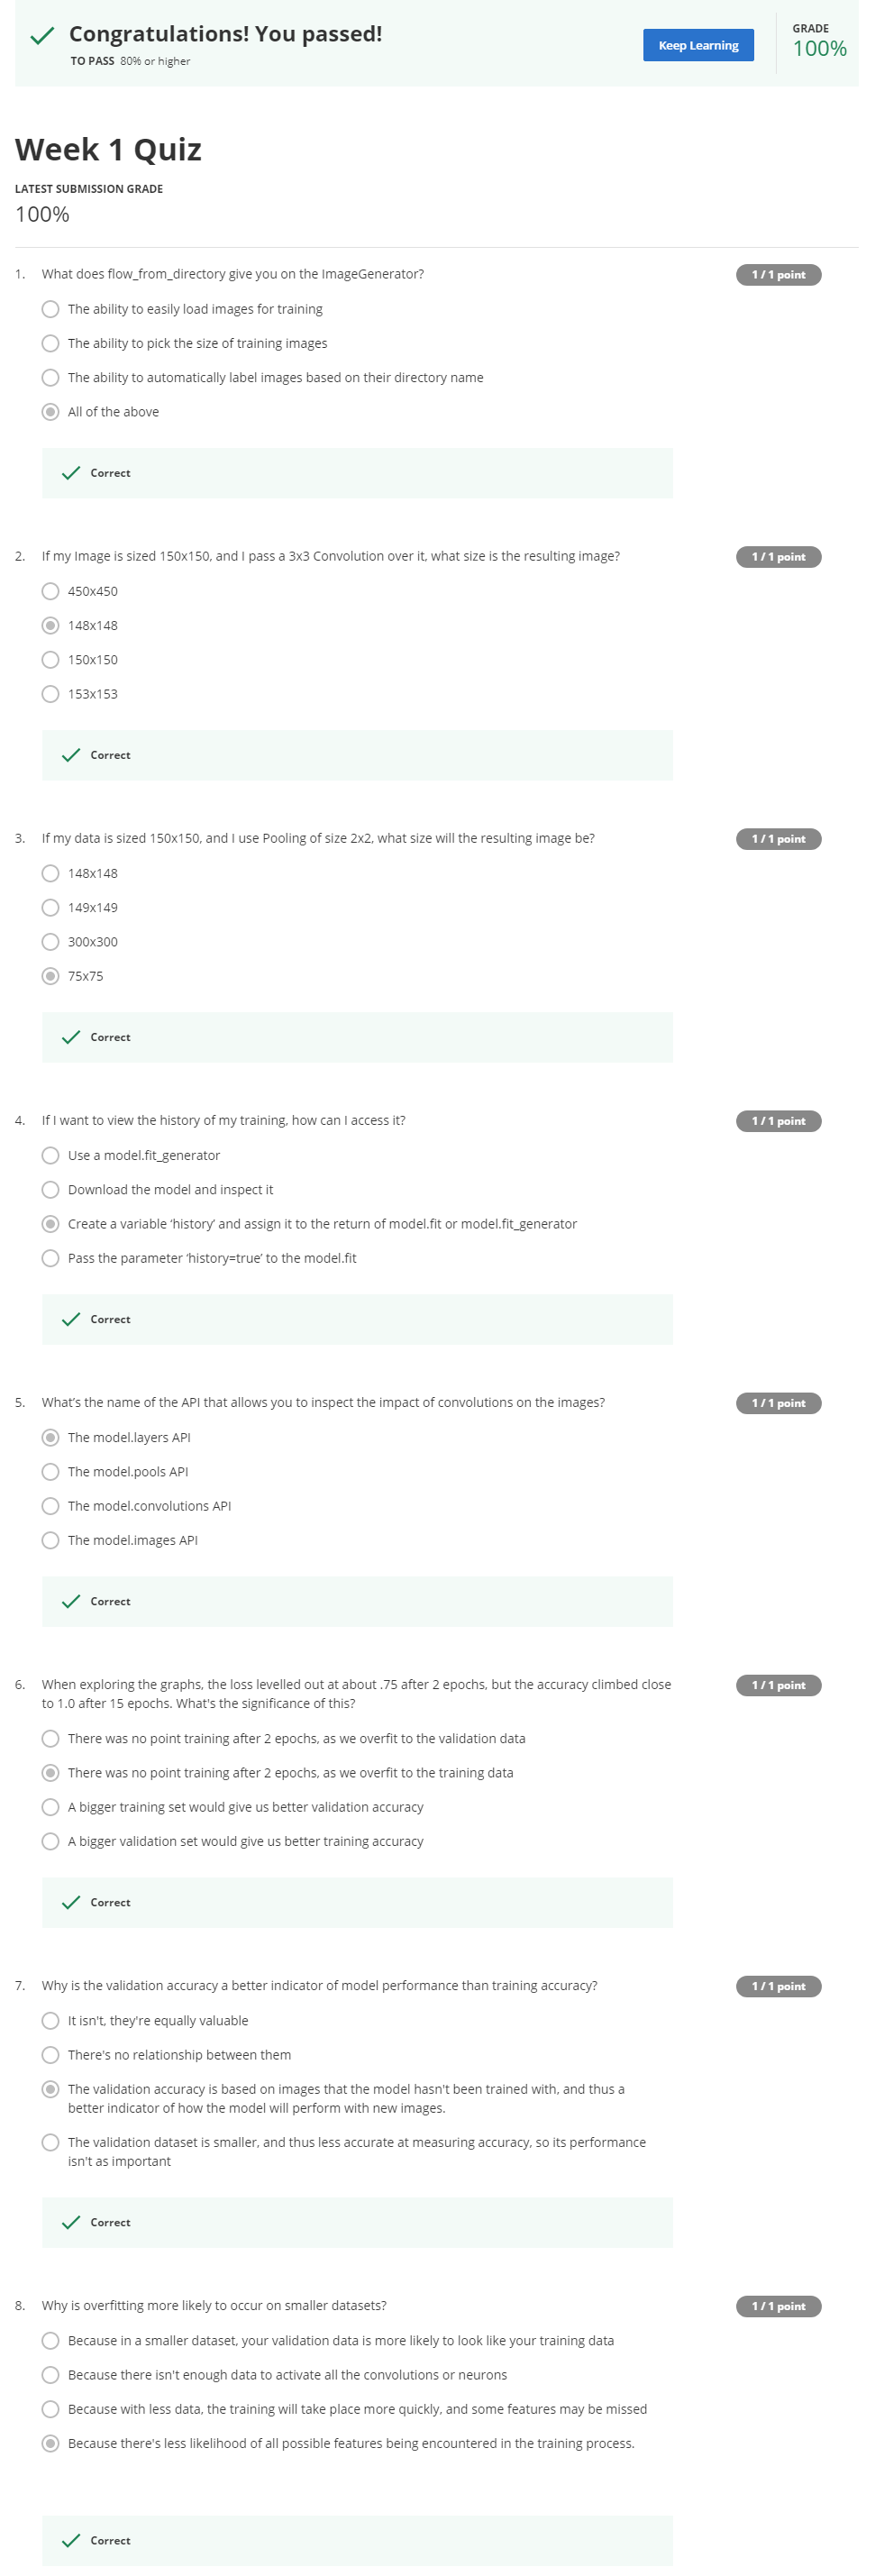 Congratulations! You passed!
TO PASS 80% or higher
Keep Learning
GRADE
100%
Week 1 Quiz
LATEST SUBMISSION GRADE
100%
1. What does flow_from_directory give you on the ImageGenerator?
1 / 1 point
The ability to easily load images for training
The ability to pick the size of training images
The ability to automatically label images based on their directory name
All of the above
Correct
2. If my Image is sized 150x150, and I pass a 3x3 Convolution over it, what size is the resulting image?
1 / 1 point
450x450
148x148
150x150
153x153
Correct
3. If my data is sized 150x150, and I use Pooling of size 2x2, what size will the resulting image be?
1 / 1 point
148x148
149x149
300x300
75x75
Correct
4. If I want to view the history of my training, how can I access it?
1 / 1 point
Use a model.fit_generator
Download the model and inspect it
Create a variable ‘history’ and assign it to the return of model.fit or model.fit_generator
Pass the parameter ‘history=true’ to the model.fit
Correct
5. What’s the name of the API that allows you to inspect the impact of convolutions on the images?
1 / 1 point
The model.layers API
The model.pools API
The model.convolutions API
The model.images API
Correct
6. When exploring the graphs, the loss levelled out at about .75 after 2 epochs, but the accuracy climbed close
to 1.0 after 15 epochs. What's the significance of this?
1 / 1 point
There was no point training after 2 epochs, as we overfit to the validation data
There was no point training after 2 epochs, as we overfit to the training data
A bigger training set would give us better validation accuracy
A bigger validation set would give us better training accuracy
Correct
7. Why is the validation accuracy a better indicator of model performance than training accuracy?
1 / 1 point
It isn't, they're equally valuable
There's no relationship between them
The validation accuracy is based on images that the model hasn't been trained with, and thus a
better indicator of how the model will perform with new images.
The validation dataset is smaller, and thus less accurate at measuring accuracy, so its performance
isn't as important
Correct
8. Why is overfitting more likely to occur on smaller datasets?
1 / 1 point
Because in a smaller dataset, your validation data is more likely to look like your training data
Because there isn't enough data to activate all the convolutions or neurons
Because with less data, the training will take place more quickly, and some features may be missed
Because there's less likelihood of all possible features being encountered in the training process.
Correct